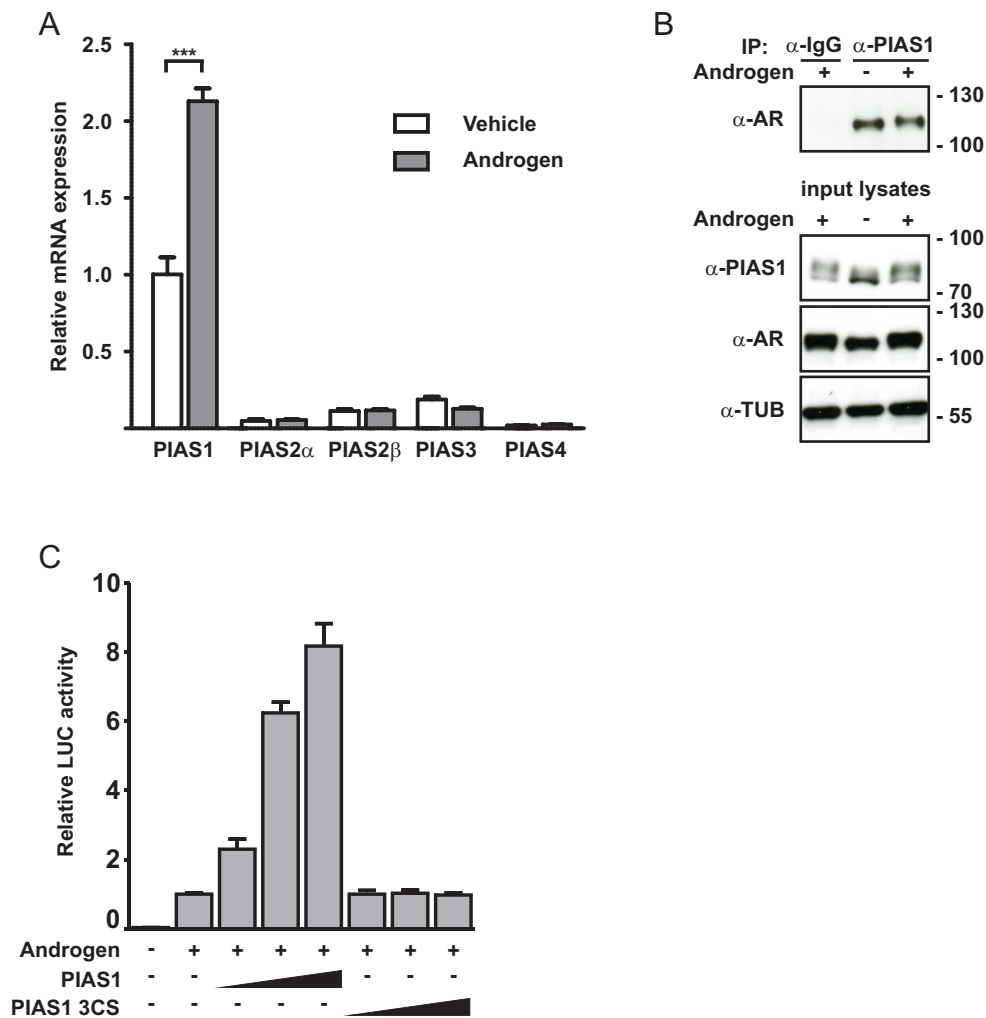 A
2.5
2.0
1.5
1.0
0.5
Relative mRNA expression
***
Vehicle
Androgen
PIAS1 PIAS2α PIAS2β PIAS3 PIAS4
B
IP: α-IgG α-PIAS1
Androgen + - +
α-AR
- 130
- 100
input lysates
Androgen + - +
α-PIAS1
- 100
- 70
α-AR
- 130
- 100
α-TUB
- 55
C
10
8
6
4
2
0
Relative LUC activity
Androgen - + + + + + + +
PIAS1 - - - - -
PIAS1 3CS - - - - -